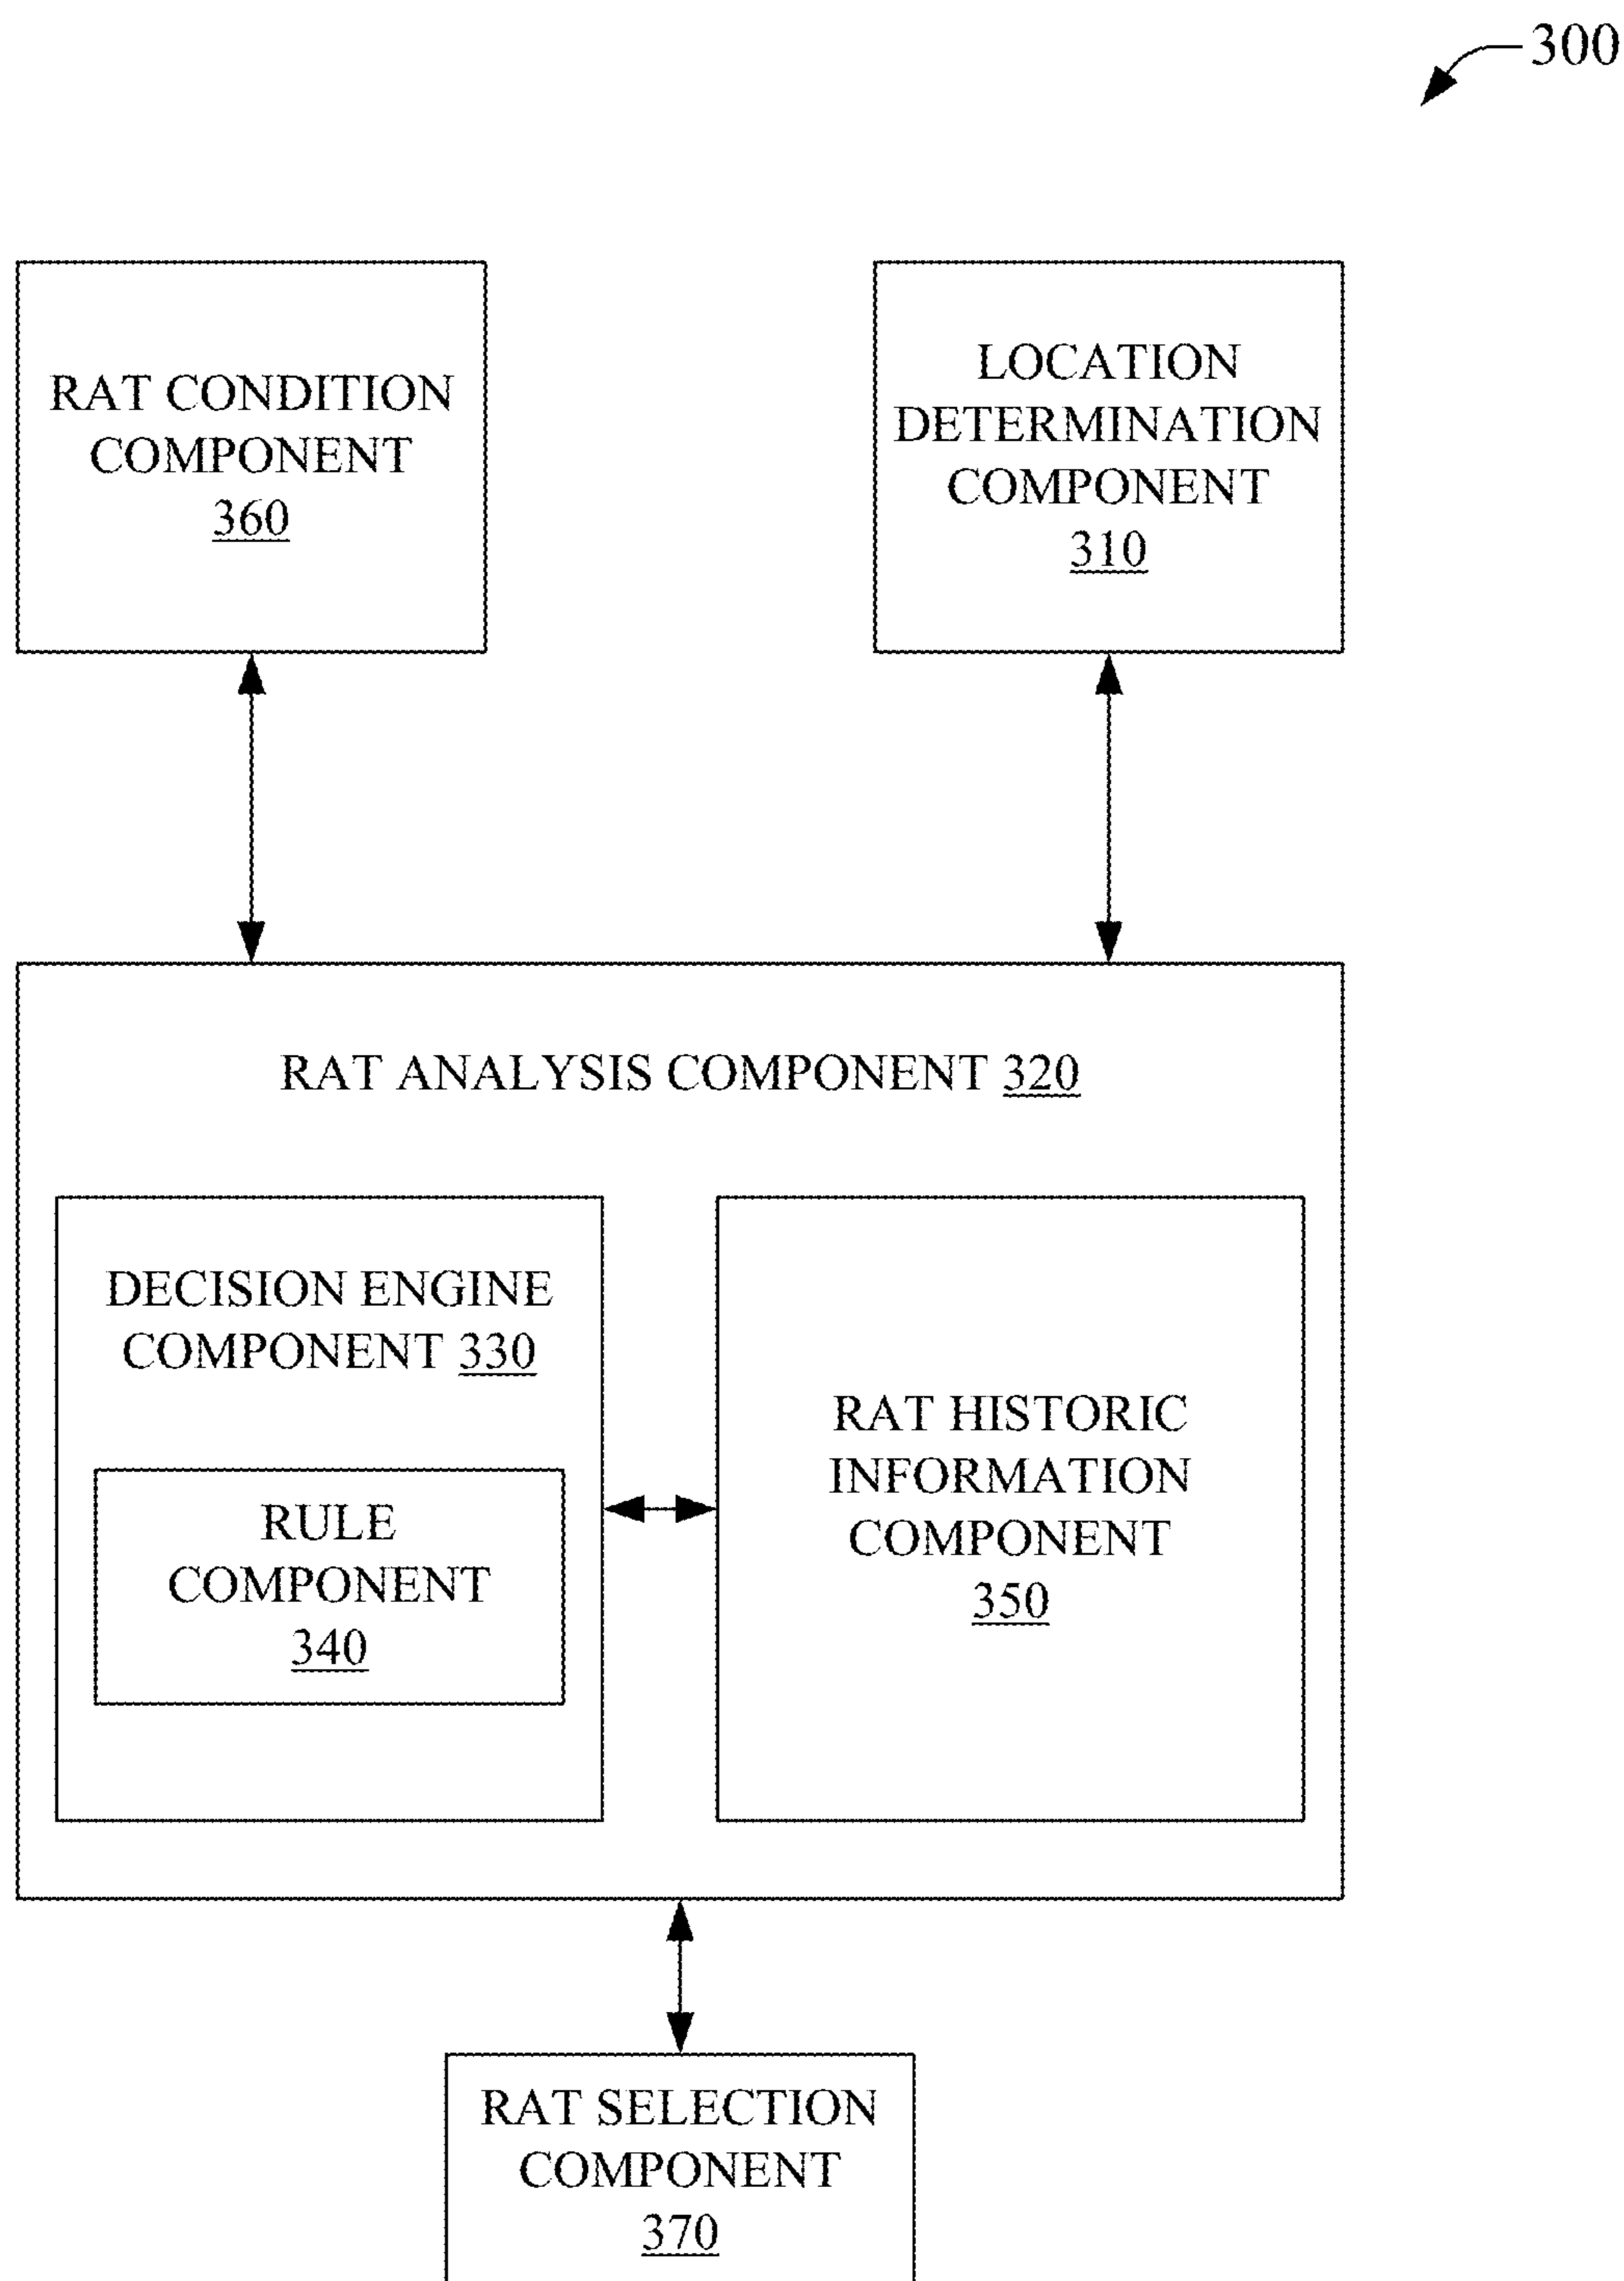 300
RAT CONDITION
COMPONENT
360
LOCATION
DETERMINATION
COMPONENT
310
RAT ANALYSIS COMPONENT 320
DECISION ENGINE
COMPONENT 330
RULE
COMPONENT
340
RAT HISTORIC
INFORMATION
COMPONENT
350
RAT SELECTION
COMPONENT
370